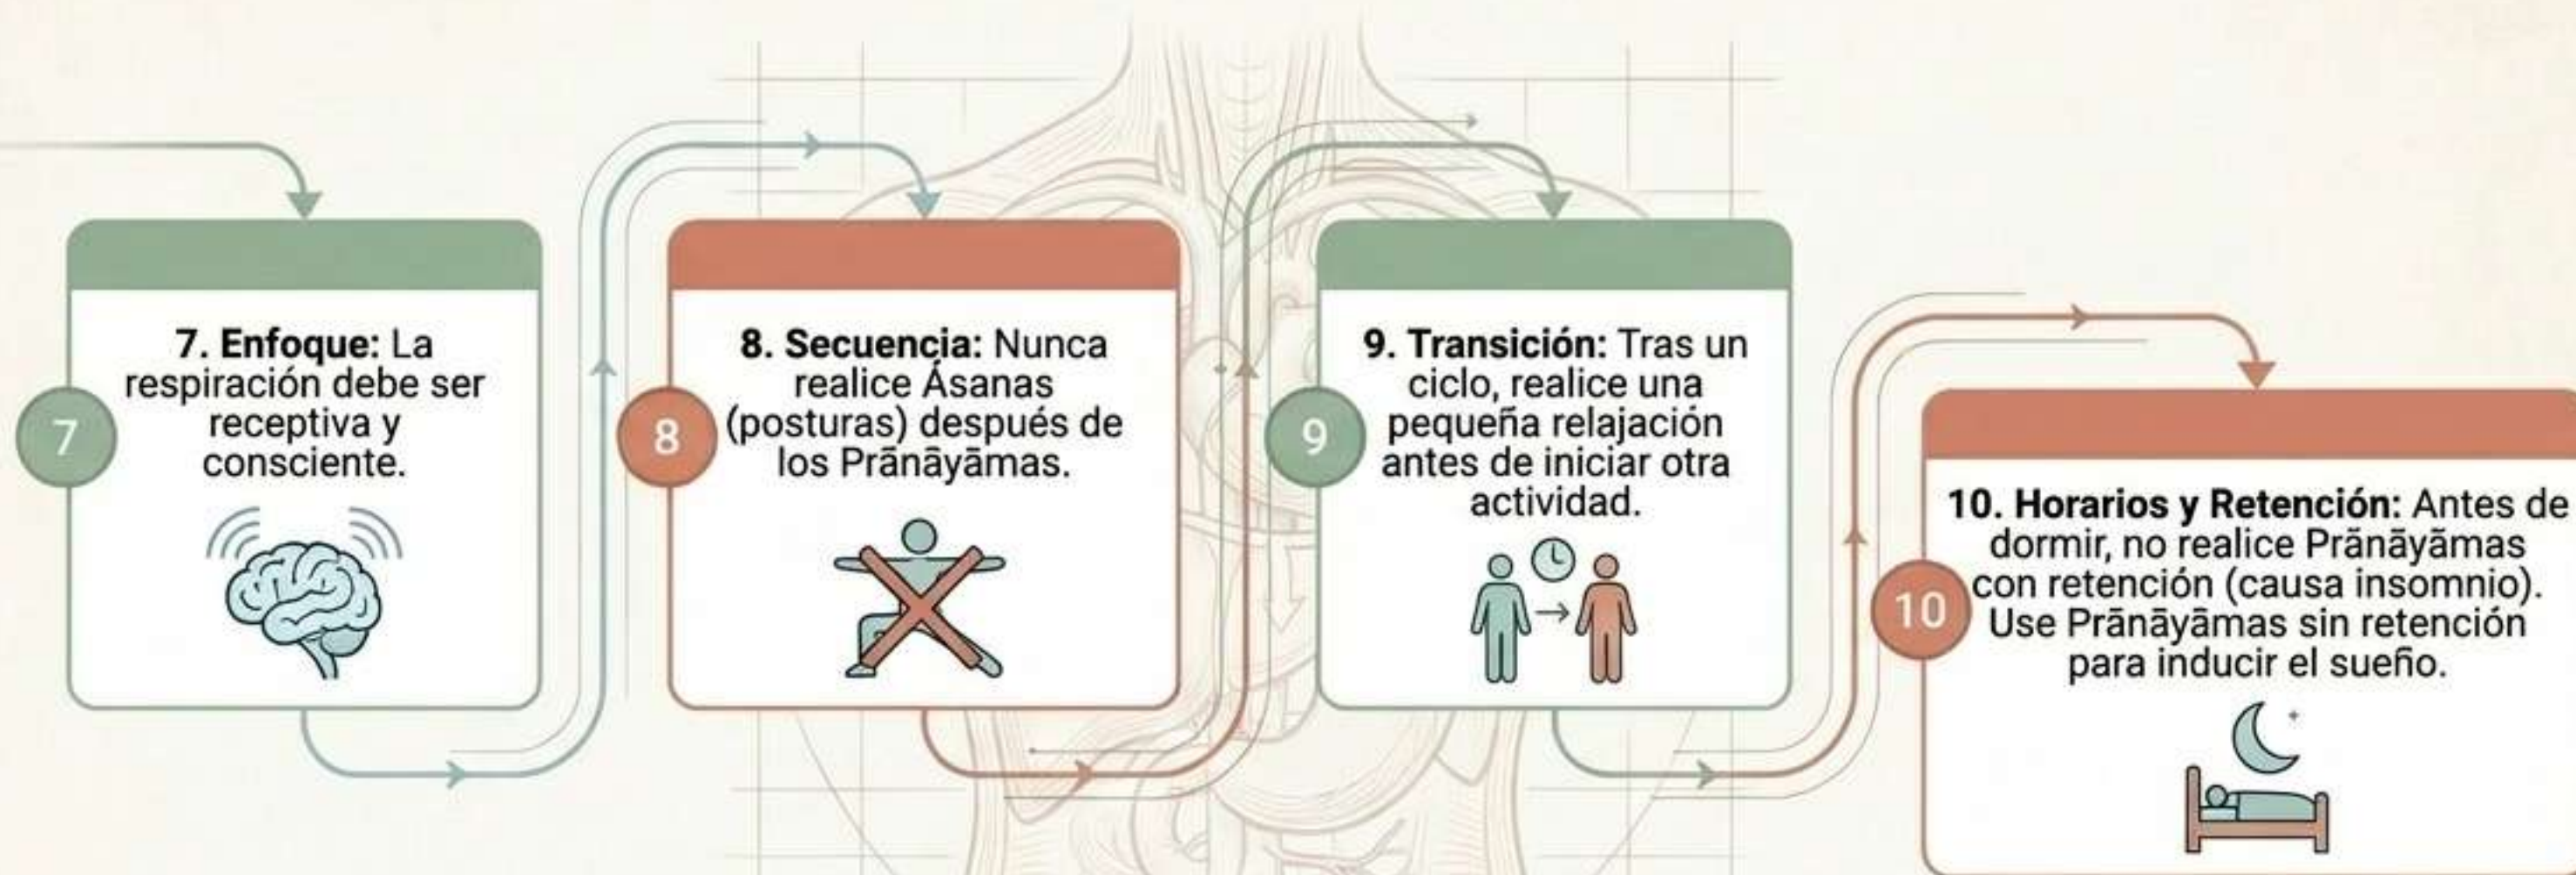 7. Enfoque: La
respiración debe ser
receptiva y
consciente.
7
8. Secuencia: Nunca
realice Ásanas
(posturas) después de
los Prānāyāmas.
8
9. Transición: Tras un
ciclo, realice una
pequeña relajación
antes de iniciar otra
actividad.
9
10. Horarios y Retención: Antes de
dormir, no realice Prānāyāmas
con retención (causa insomnio).
Use Prānāyāmas sin retención
para inducir el sueño.
10